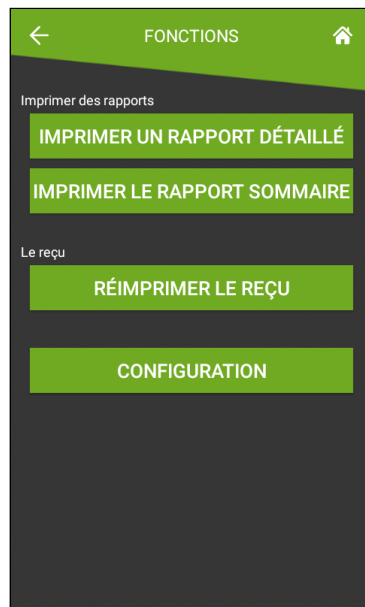 FONCTIONS
Imprimer des rapports
IMPRIMER UN RAPPORT DÉTAILLÉ
IMPRIMER LE RAPPORT SOMMAIRE
Le reçu
RÉIMPRIMER LE REÇU
CONFIGURATION